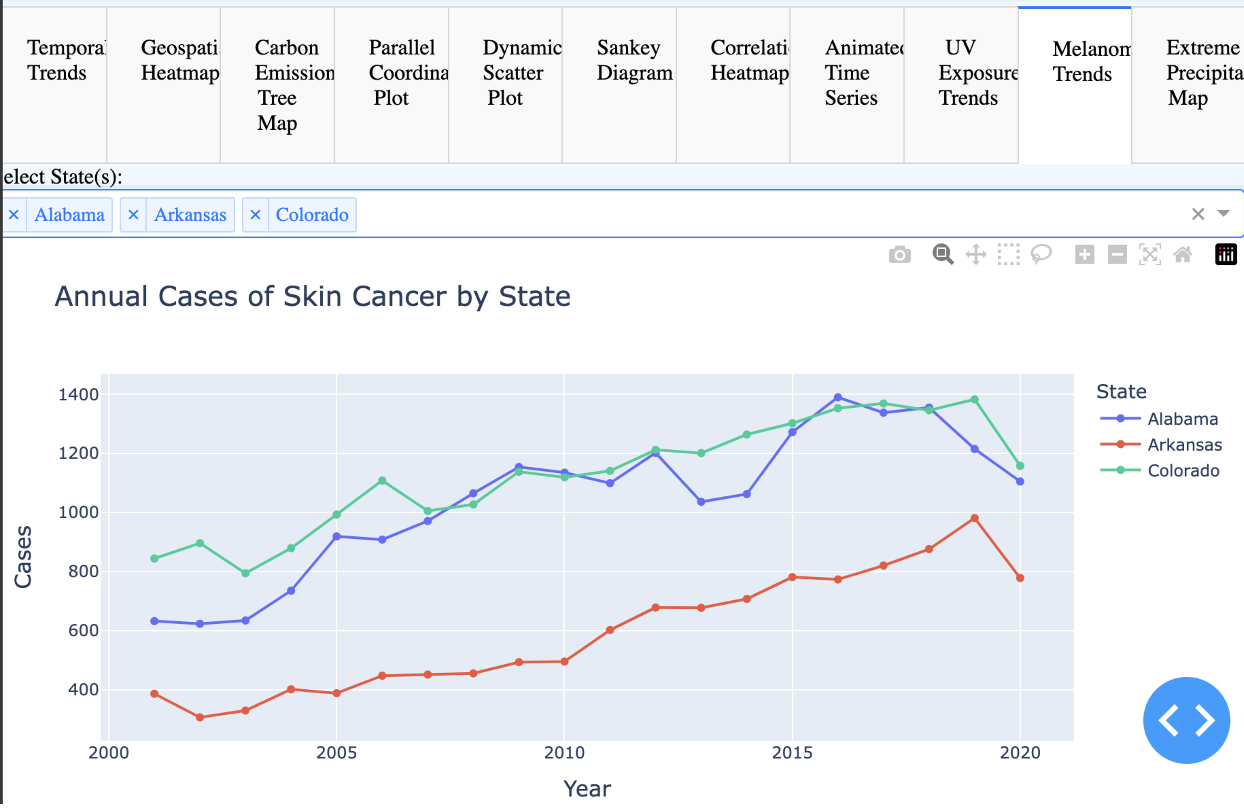 Temporal
Trends
Geospati
Heatmap
Carbon
Emission
Tree
Map
Parallel
Coordina
Plot
Dynamic
Scatter
Plot
Sankey
Diagram
Correlati
Heatmap
Animated
Time
Series
UV
Exposure
Trends
Melanom
Trends
Extreme
Precipita
Map
elect State(s):
× Alabama × Arkansas × Colorado ×
Annual Cases of Skin Cancer by State
1400
1200
1000
800
600
400
Cases
2000 2005 2010 2015 2020
Year
State
Alabama
Arkansas
Colorado